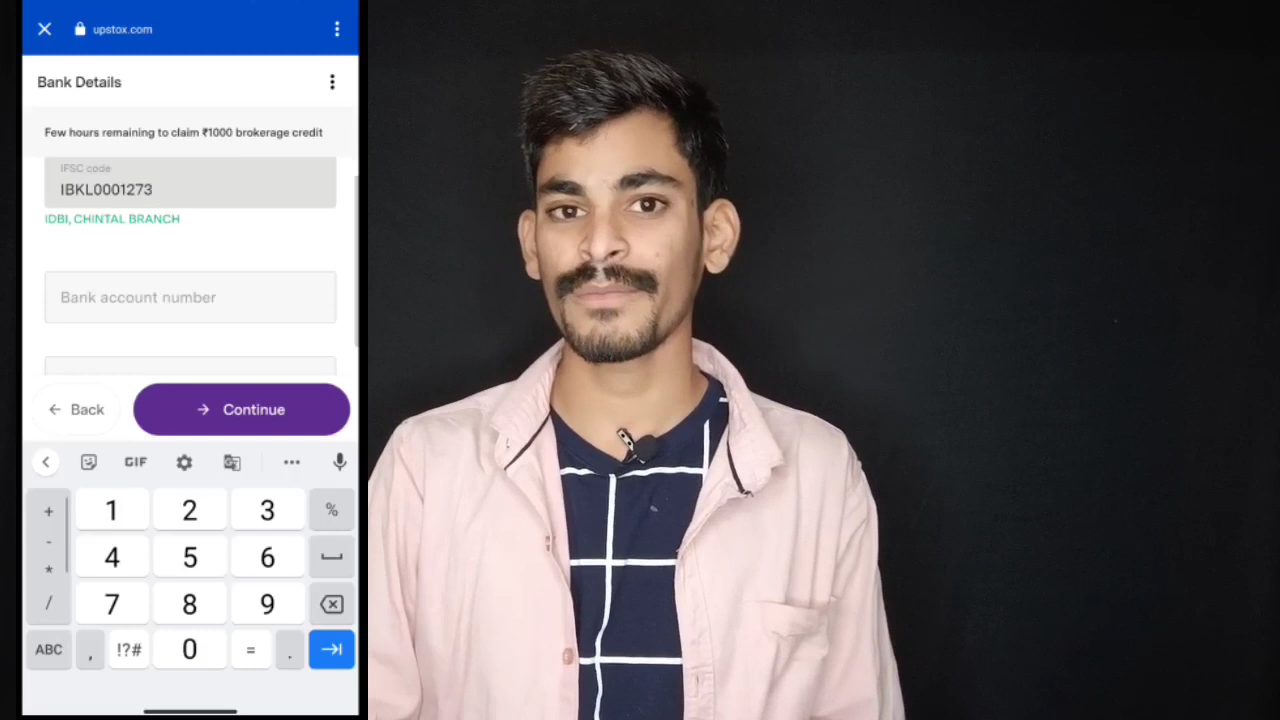 upstox.com
Bank Details
Few hours remaining to claim ₹1000 brokerage credit
IFSC code
IBKL0001273
IDBI, CHINTAL BRANCH
Bank account number
← Back
→ Continue
GIF
+ 1 2 3 %
- 4 5 6
* 7 8 9
/
ABC , !?# 0 = .